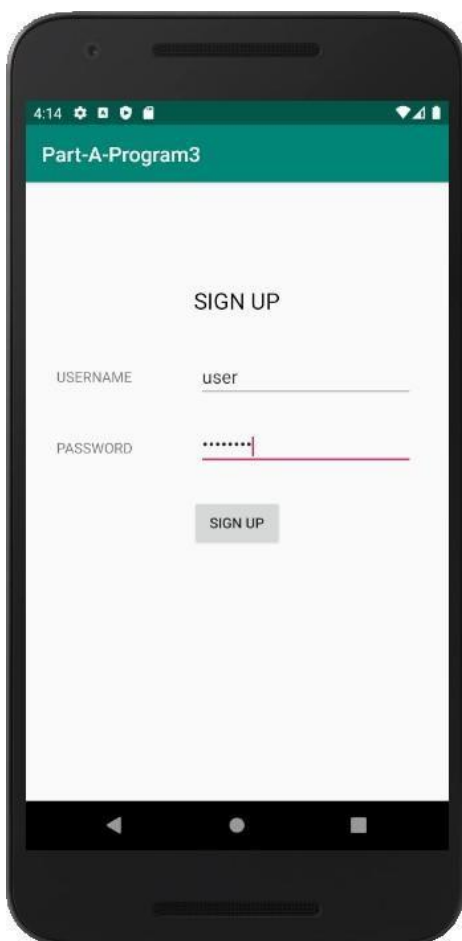 4:14
Part-A-Program3
SIGN UP
USERNAME user
PASSWORD ••••••••
SIGN UP